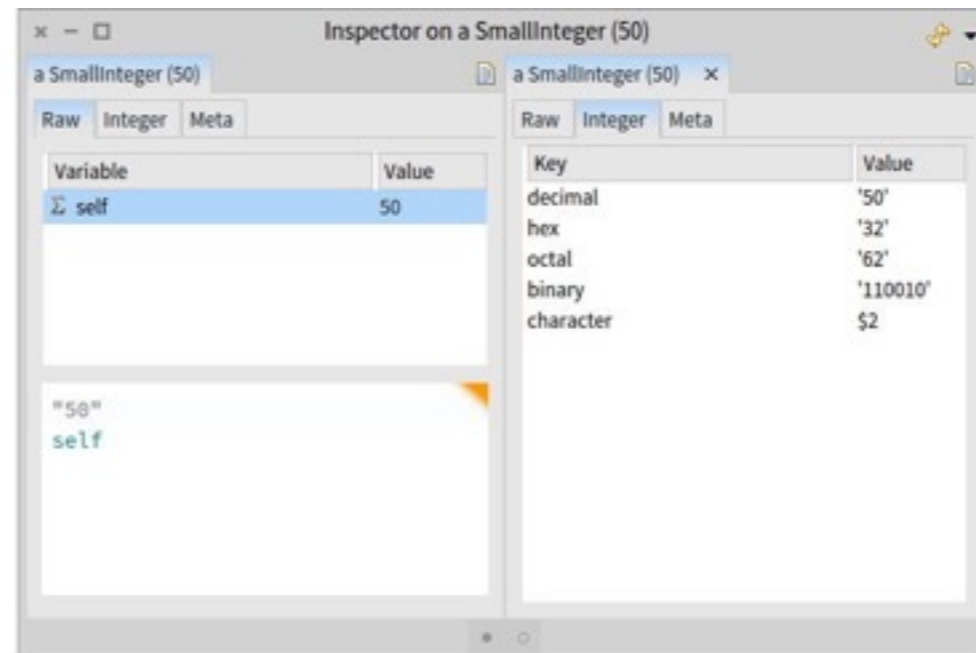 Inspector on a SmallInteger (50)
a SmallInteger (50)
Raw Integer Meta
Variable Value
Σ self 50
"50"
self
a SmallInteger (50)
Raw Integer Meta
Key Value
decimal '50'
hex '32'
octal '62'
binary '110010'
character $2